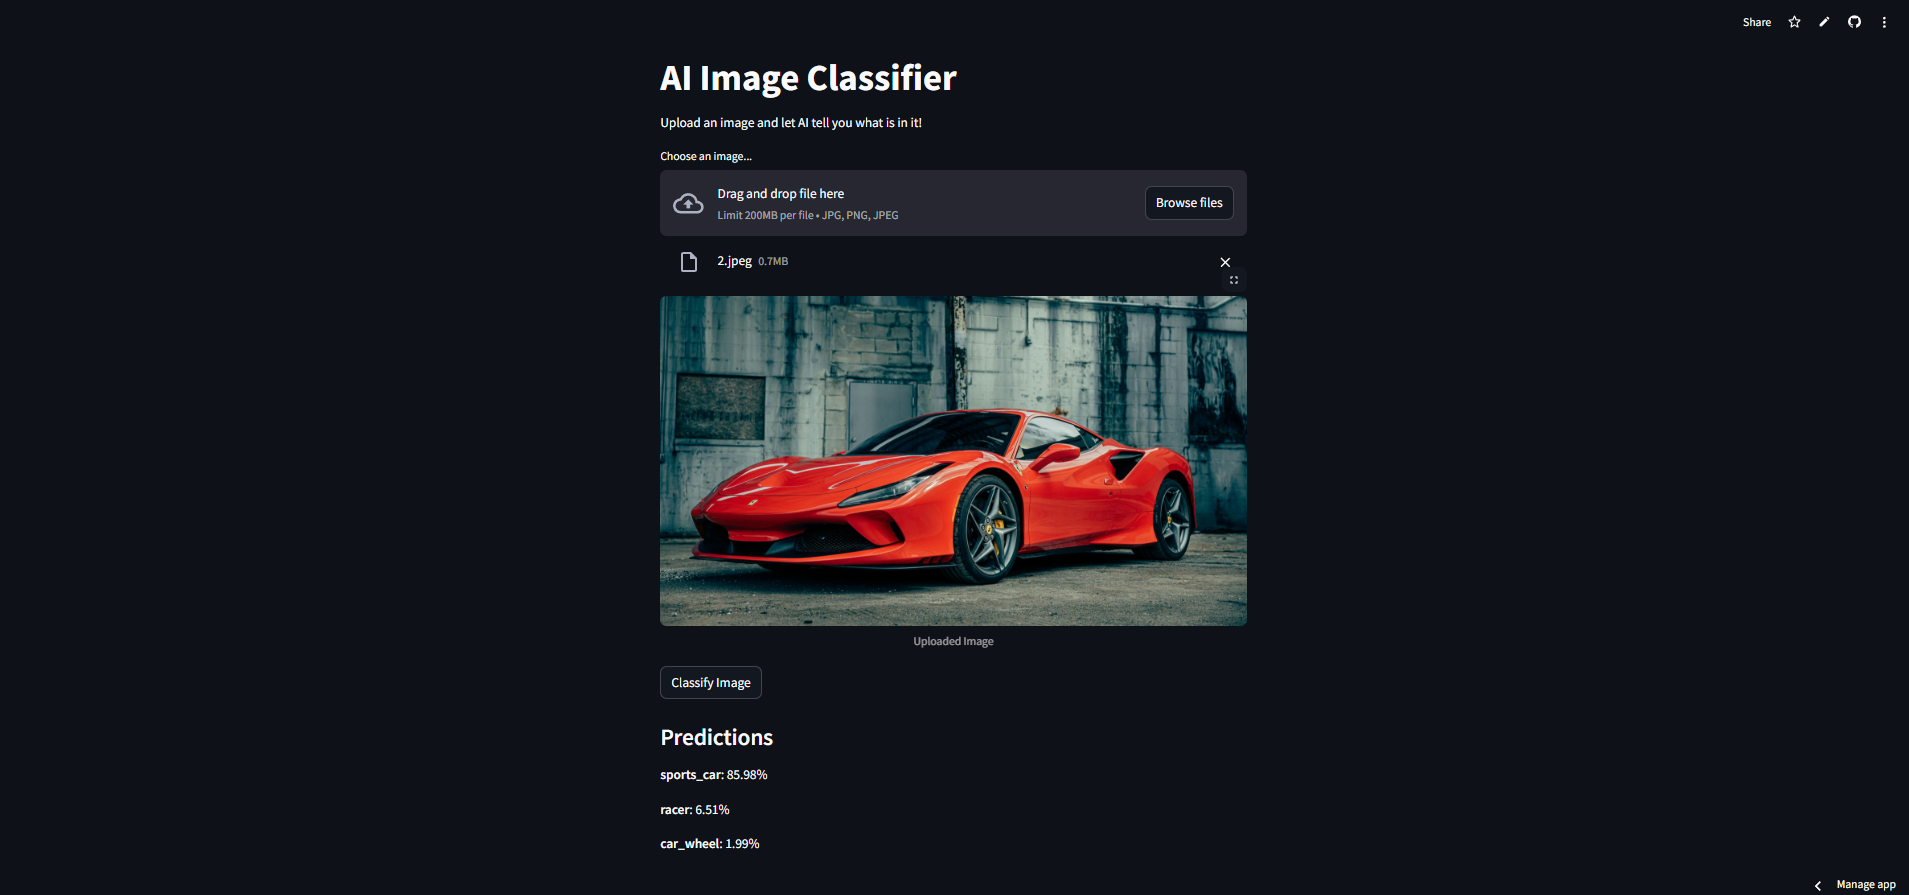 Share
AI Image Classifier
Upload an image and let AI tell you what is in it!
Choose an image...
Drag and drop file here
Limit 200MB per file • JPG, PNG, JPEG
Browse files
2.jpeg 0.7MB
Uploaded Image
Classify Image
Predictions
sports_car: 85.98%
racer: 6.51%
car_wheel: 1.99%
Manage app